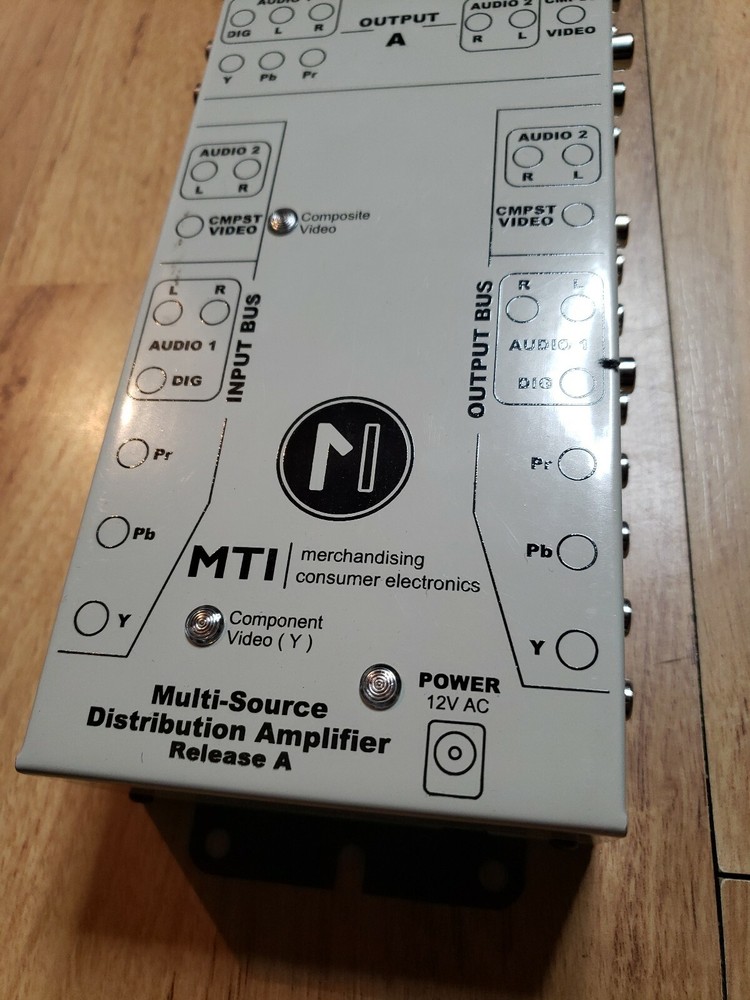 AUDIO 1
DIG L R
OUTPUT
A
AUDIO 2
R L
VIDEO
Y Pb Pr
AUDIO 2
L R
CMPST
VIDEO
Composite
Video
AUDIO 2
R L
CMPST
VIDEO
L R
AUDIO 1
DIG
INPUT BUS
OUTPUT BUS
R L
AUDIO 1
DIG
Pr
Pb
Y
Pr
Pb
Y
MTI
merchandising
consumer electronics
Component
Video ( Y )
POWER
12V AC
Multi-Source
Distribution Amplifier
Release A